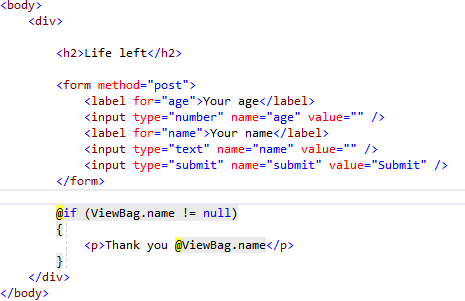 <body>
<div>
<h2>Life left</h2>
<form method="post">
<label for="age">Your age</label>
<input type="number" name="age" value="" />
<label for="name">Your name</label>
<input type="text" name="name" value="" />
<input type="submit" name="submit" value="Submit" />
</form>
@if (ViewBag.name != null)
{
<p>Thank you @ViewBag.name</p>
}
</div>
</body>